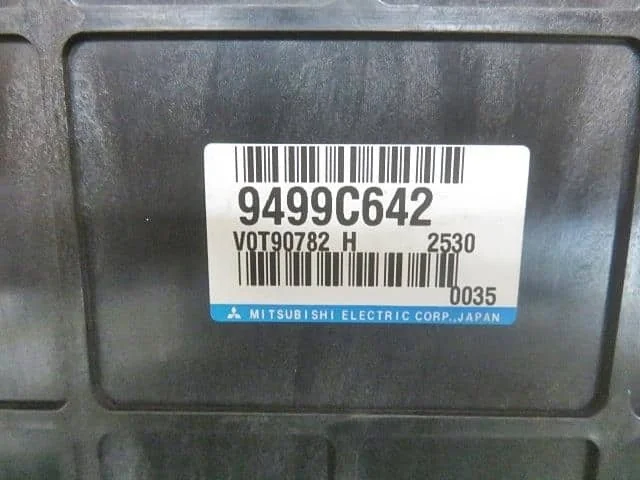 9499C642
V0T90782 H 2530
0035
MITSUBISHI ELECTRIC CORP.,JAPAN